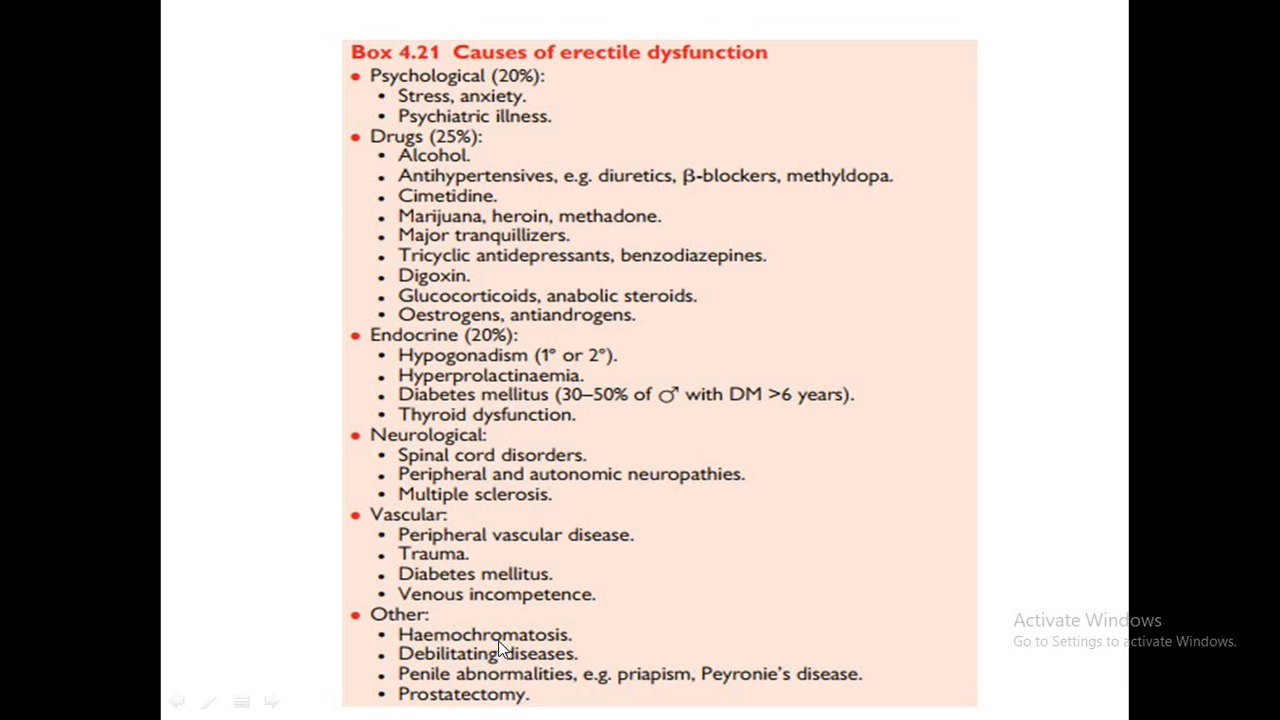 Box 4.21 Causes of erectile dysfunction
• Psychological (20%):
• Stress, anxiety.
• Psychiatric illness.
• Drugs (25%):
• Alcohol.
• Antihypertensives, e.g. diuretics, β-blockers, methyldopa.
• Cimetidine.
• Marijuana, heroin, methadone.
• Major tranquillizers.
• Tricyclic antidepressants, benzodiazepines.
• Digoxin.
• Glucocorticoids, anabolic steroids.
• Oestrogens, antiandrogens.
• Endocrine (20%):
• Hypogonadism (1° or 2°).
• Hyperprolactinaemia.
• Diabetes mellitus (30–50% of ♂ with DM >6 years).
• Thyroid dysfunction.
• Neurological:
• Spinal cord disorders.
• Peripheral and autonomic neuropathies.
• Multiple sclerosis.
• Vascular:
• Peripheral vascular disease.
• Trauma.
• Diabetes mellitus.
• Venous incompetence.
• Other:
• Haemochromatosis.
• Debilitating diseases.
• Penile abnormalities, e.g. priapism, Peyronie's disease.
• Prostatectomy.
Activate Windows
Go to Settings to activate Windows.